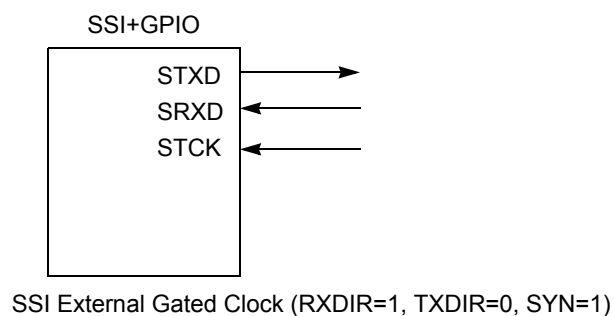 SSI+GPIO
STXD
SRXD
STCK
SSI External Gated Clock (RXDIR=1, TXDIR=0, SYN=1)